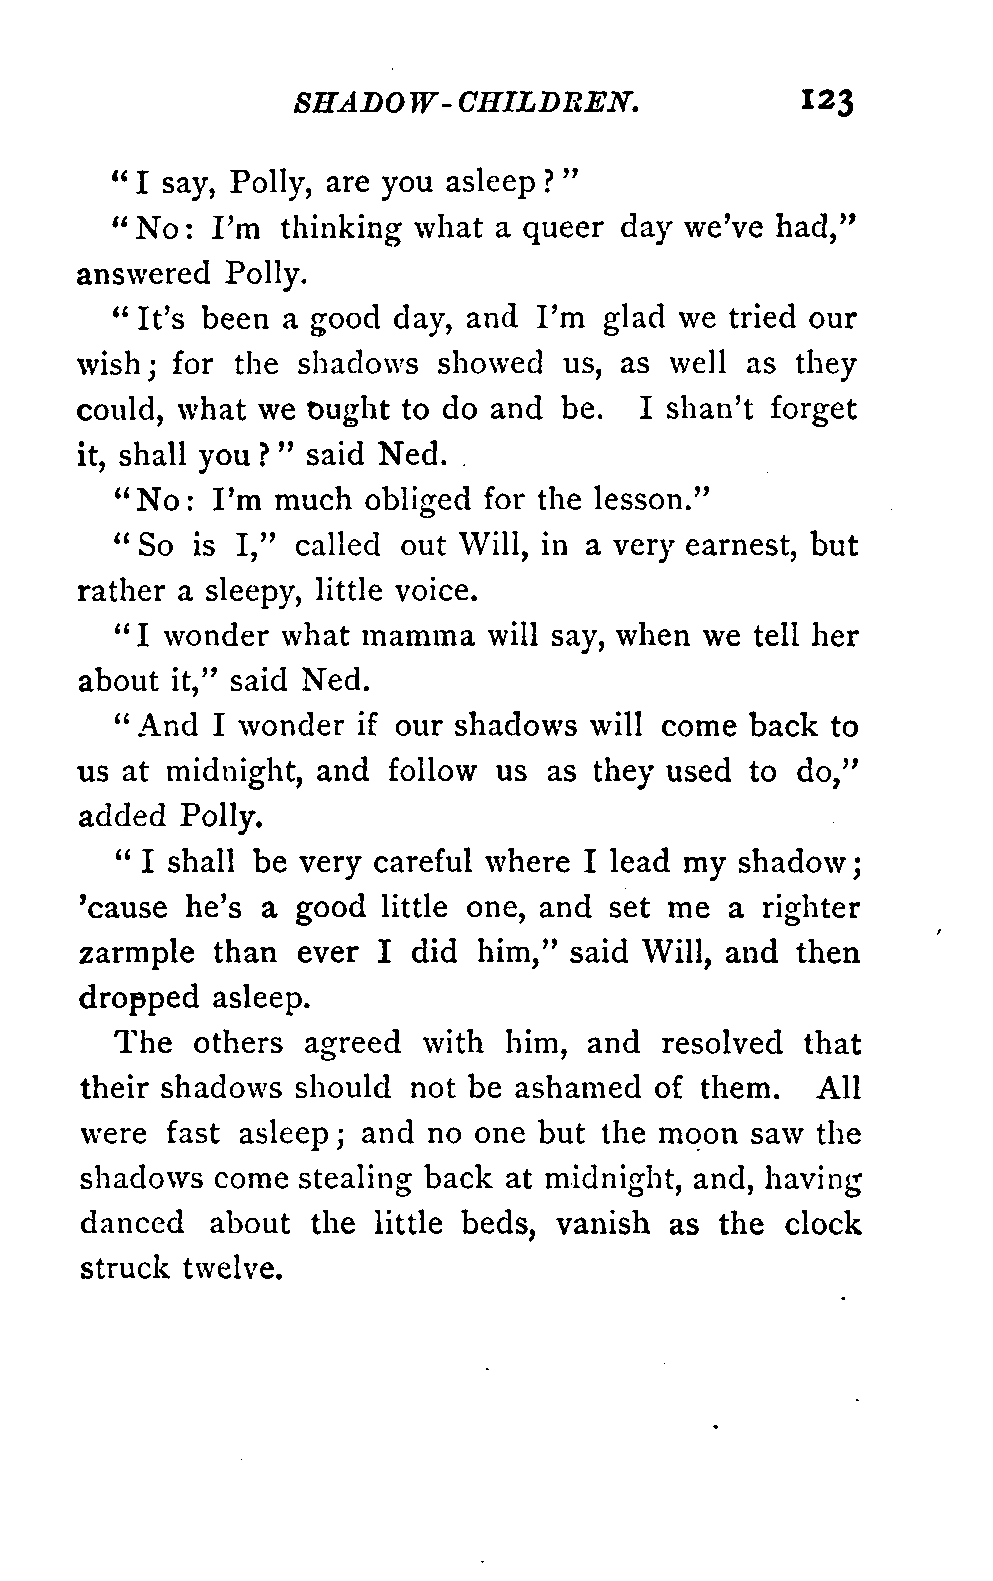 SHADOW-CHILDREN. 123
"I say, Polly, are you asleep?"
"No: I'm thinking what a queer day we've had,"
answered Polly.
"It's been a good day, and I'm glad we tried our
wish; for the shadows showed us, as well as they
could, what we ought to do and be. I shan't forget
it, shall you?" said Ned.
"No: I'm much obliged for the lesson."
"So is I," called out Will, in a very earnest, but
rather a sleepy, little voice.
"I wonder what mamma will say, when we tell her
about it," said Ned.
"And I wonder if our shadows will come back to
us at midnight, and follow us as they used to do,"
added Polly.
"I shall be very careful where I lead my shadow;
'cause he's a good little one, and set me a righter
zarmple than ever I did him," said Will, and then
dropped asleep.
The others agreed with him, and resolved that
their shadows should not be ashamed of them. All
were fast asleep; and no one but the moon saw the
shadows come stealing back at midnight, and, having
danced about the little beds, vanish as the clock
struck twelve.